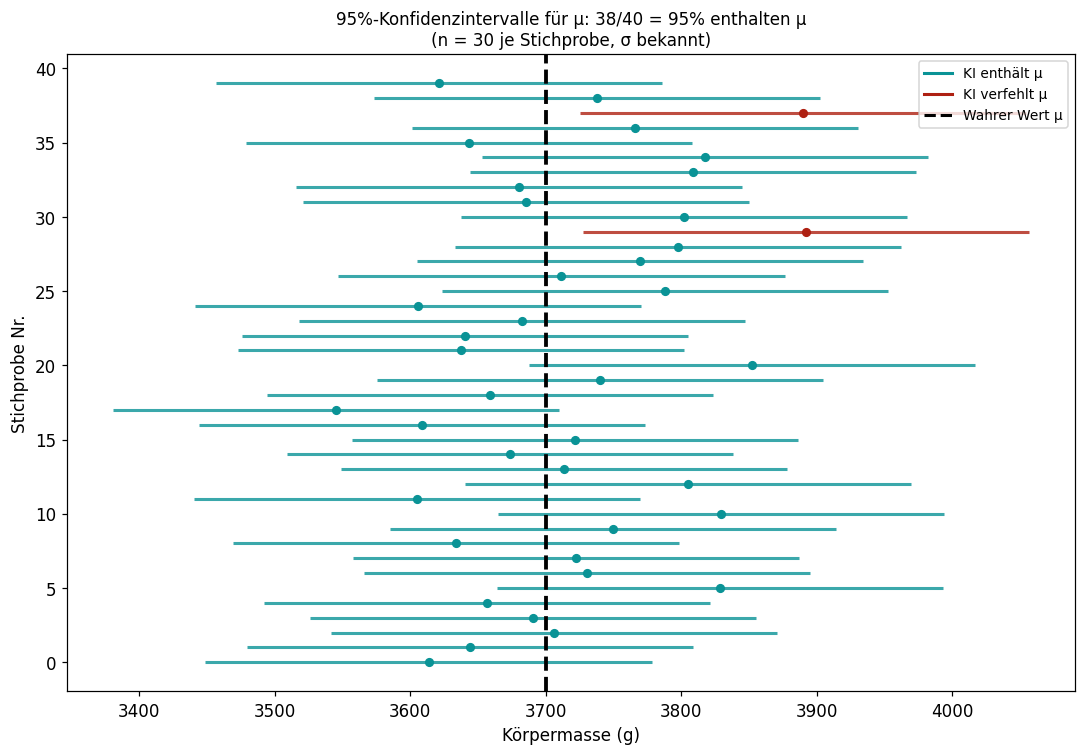 95%-Konfidenzintervalle für μ: 38/40 = 95% enthalten μ
(n = 30 je Stichprobe, σ bekannt)
KI enthält μ
KI verfehlt μ
Wahrer Wert μ
Stichprobe Nr.
40
35
30
25
20
15
10
5
0
3400 3500 3600 3700 3800 3900 4000
Körpermasse (g)